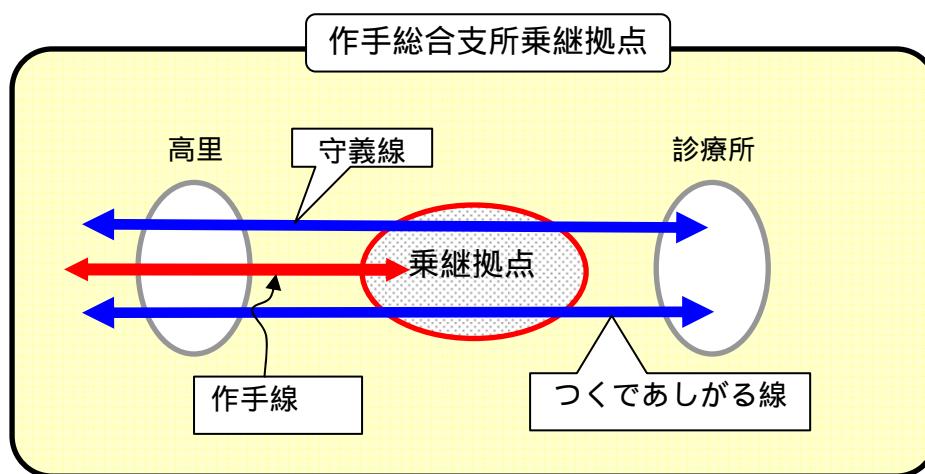 作手総合支所乗継拠点
高里
守義線
診療所
乗継拠点
作手線
つくであしがる線